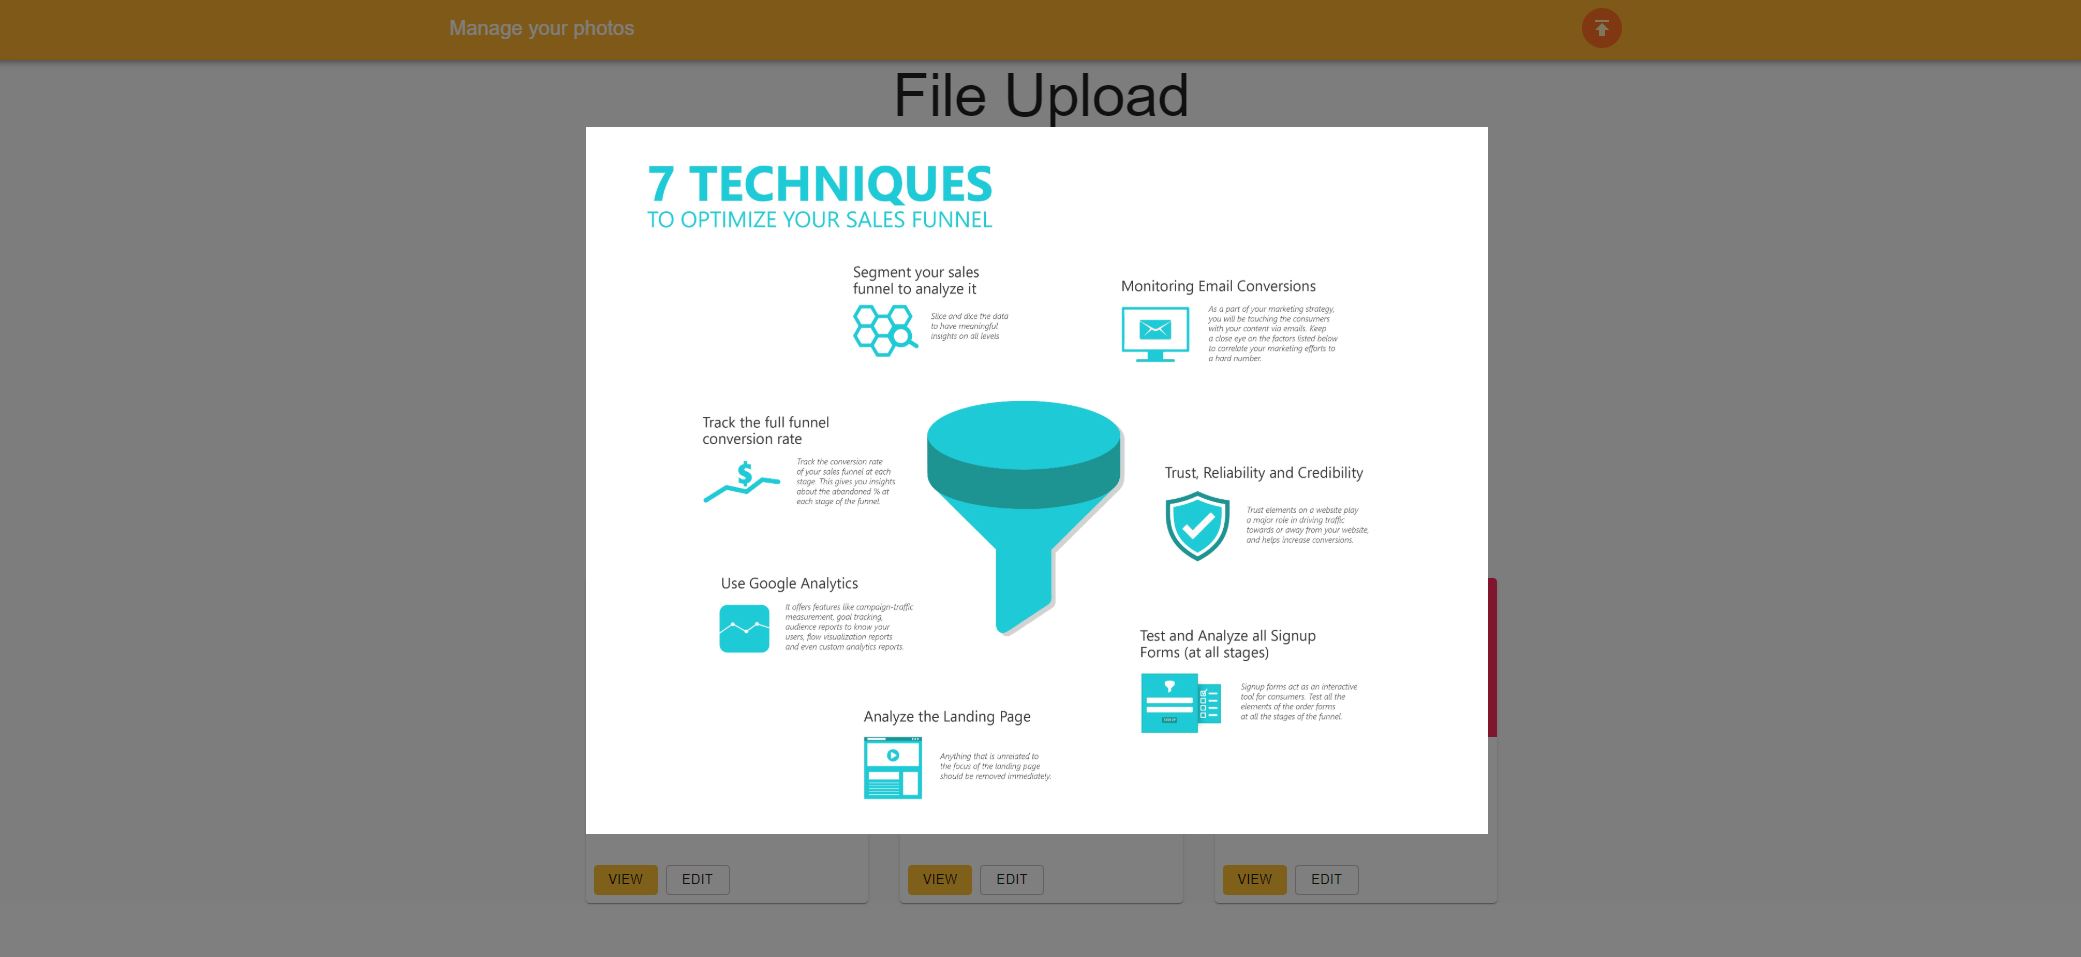 Manage your photos
File Upload
7 TECHNIQUES
TO OPTIMIZE YOUR SALES FUNNEL
Segment your sales
funnel to analyze it
Slice and dice the data
to have meaningful
insights on all levels
Monitoring Email Conversions
As a part of your marketing strategy,
you will be touching the consumers
with your content via emails. Keep
a close eye on the factors listed below
to correlate your marketing efforts to
a hard number.
Track the full funnel
conversion rate
Track the conversion rate
of your sales funnel at each
stage. This gives you insights
about the abandoned % at
each stage of the funnel.
Trust, Reliability and Credibility
Trust elements on a website play
a major role in driving traffic
towards or away from your website,
and helps increase conversions.
Use Google Analytics
It offers features like campaign-traffic
measurement, goal tracking,
audience reports to know your
users, flow visualization reports
and even custom analytics reports.
Test and Analyze all Signup
Forms (at all stages)
Signup forms act as an interactive
tool for consumers. Test all the
elements of the order forms
at all the stages of the funnel.
SIGN UP
Analyze the Landing Page
Anything that is unrelated to
the focus of the landing page
should be removed immediately.
VIEW EDIT VIEW EDIT VIEW EDIT